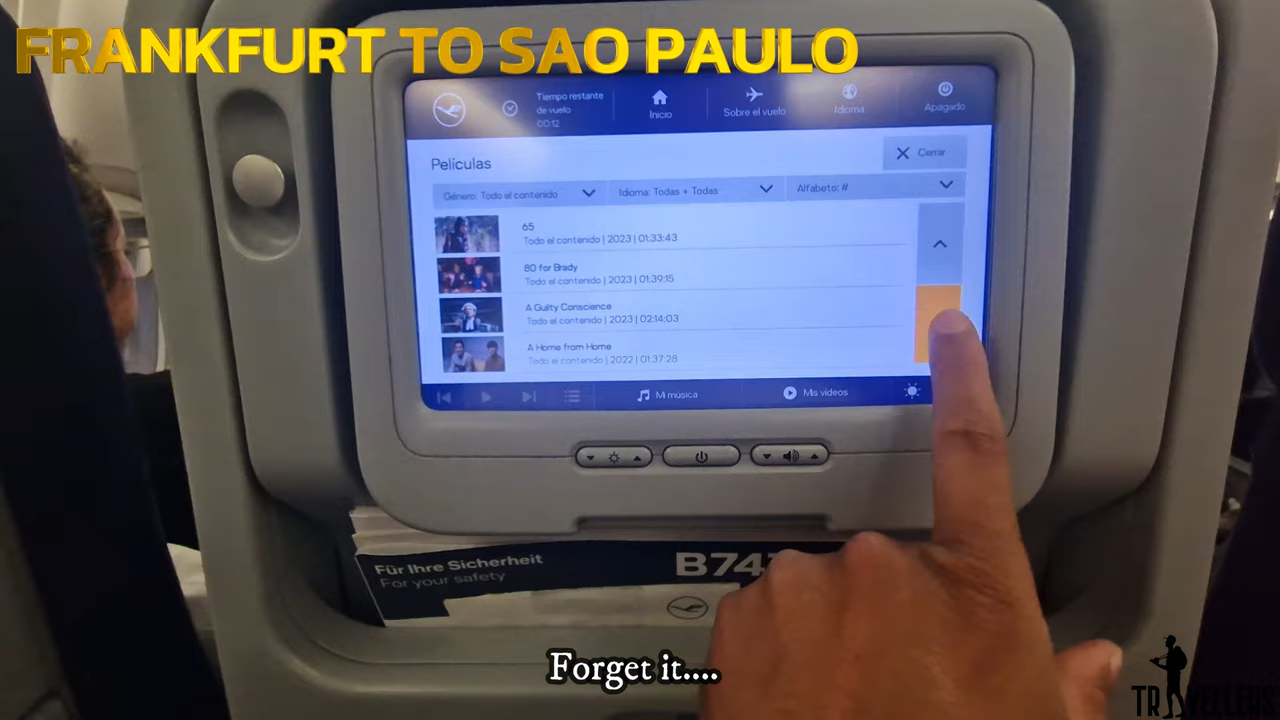 FRANKFURT TO SAO PAULO
Tiempo restante
de vuelo
00:12
Inicio
Sobre el vuelo
Idioma
Apagado
Películas
Cerrar
Género: Todo el contenido
Idioma: Todas + Todas
Alfabeto: #
65
Todo el contenido | 2023 | 01:33:43
80 for Brady
Todo el contenido | 2023 | 01:39:15
A Guilty Conscience
Todo el contenido | 2023 | 02:14:03
A Home from Home
Todo el contenido | 2022 | 01:37:28
Mi música
Mis vídeos
Für Ihre Sicherheit
For your safety
B74
Forget it....
TRAVELLERS